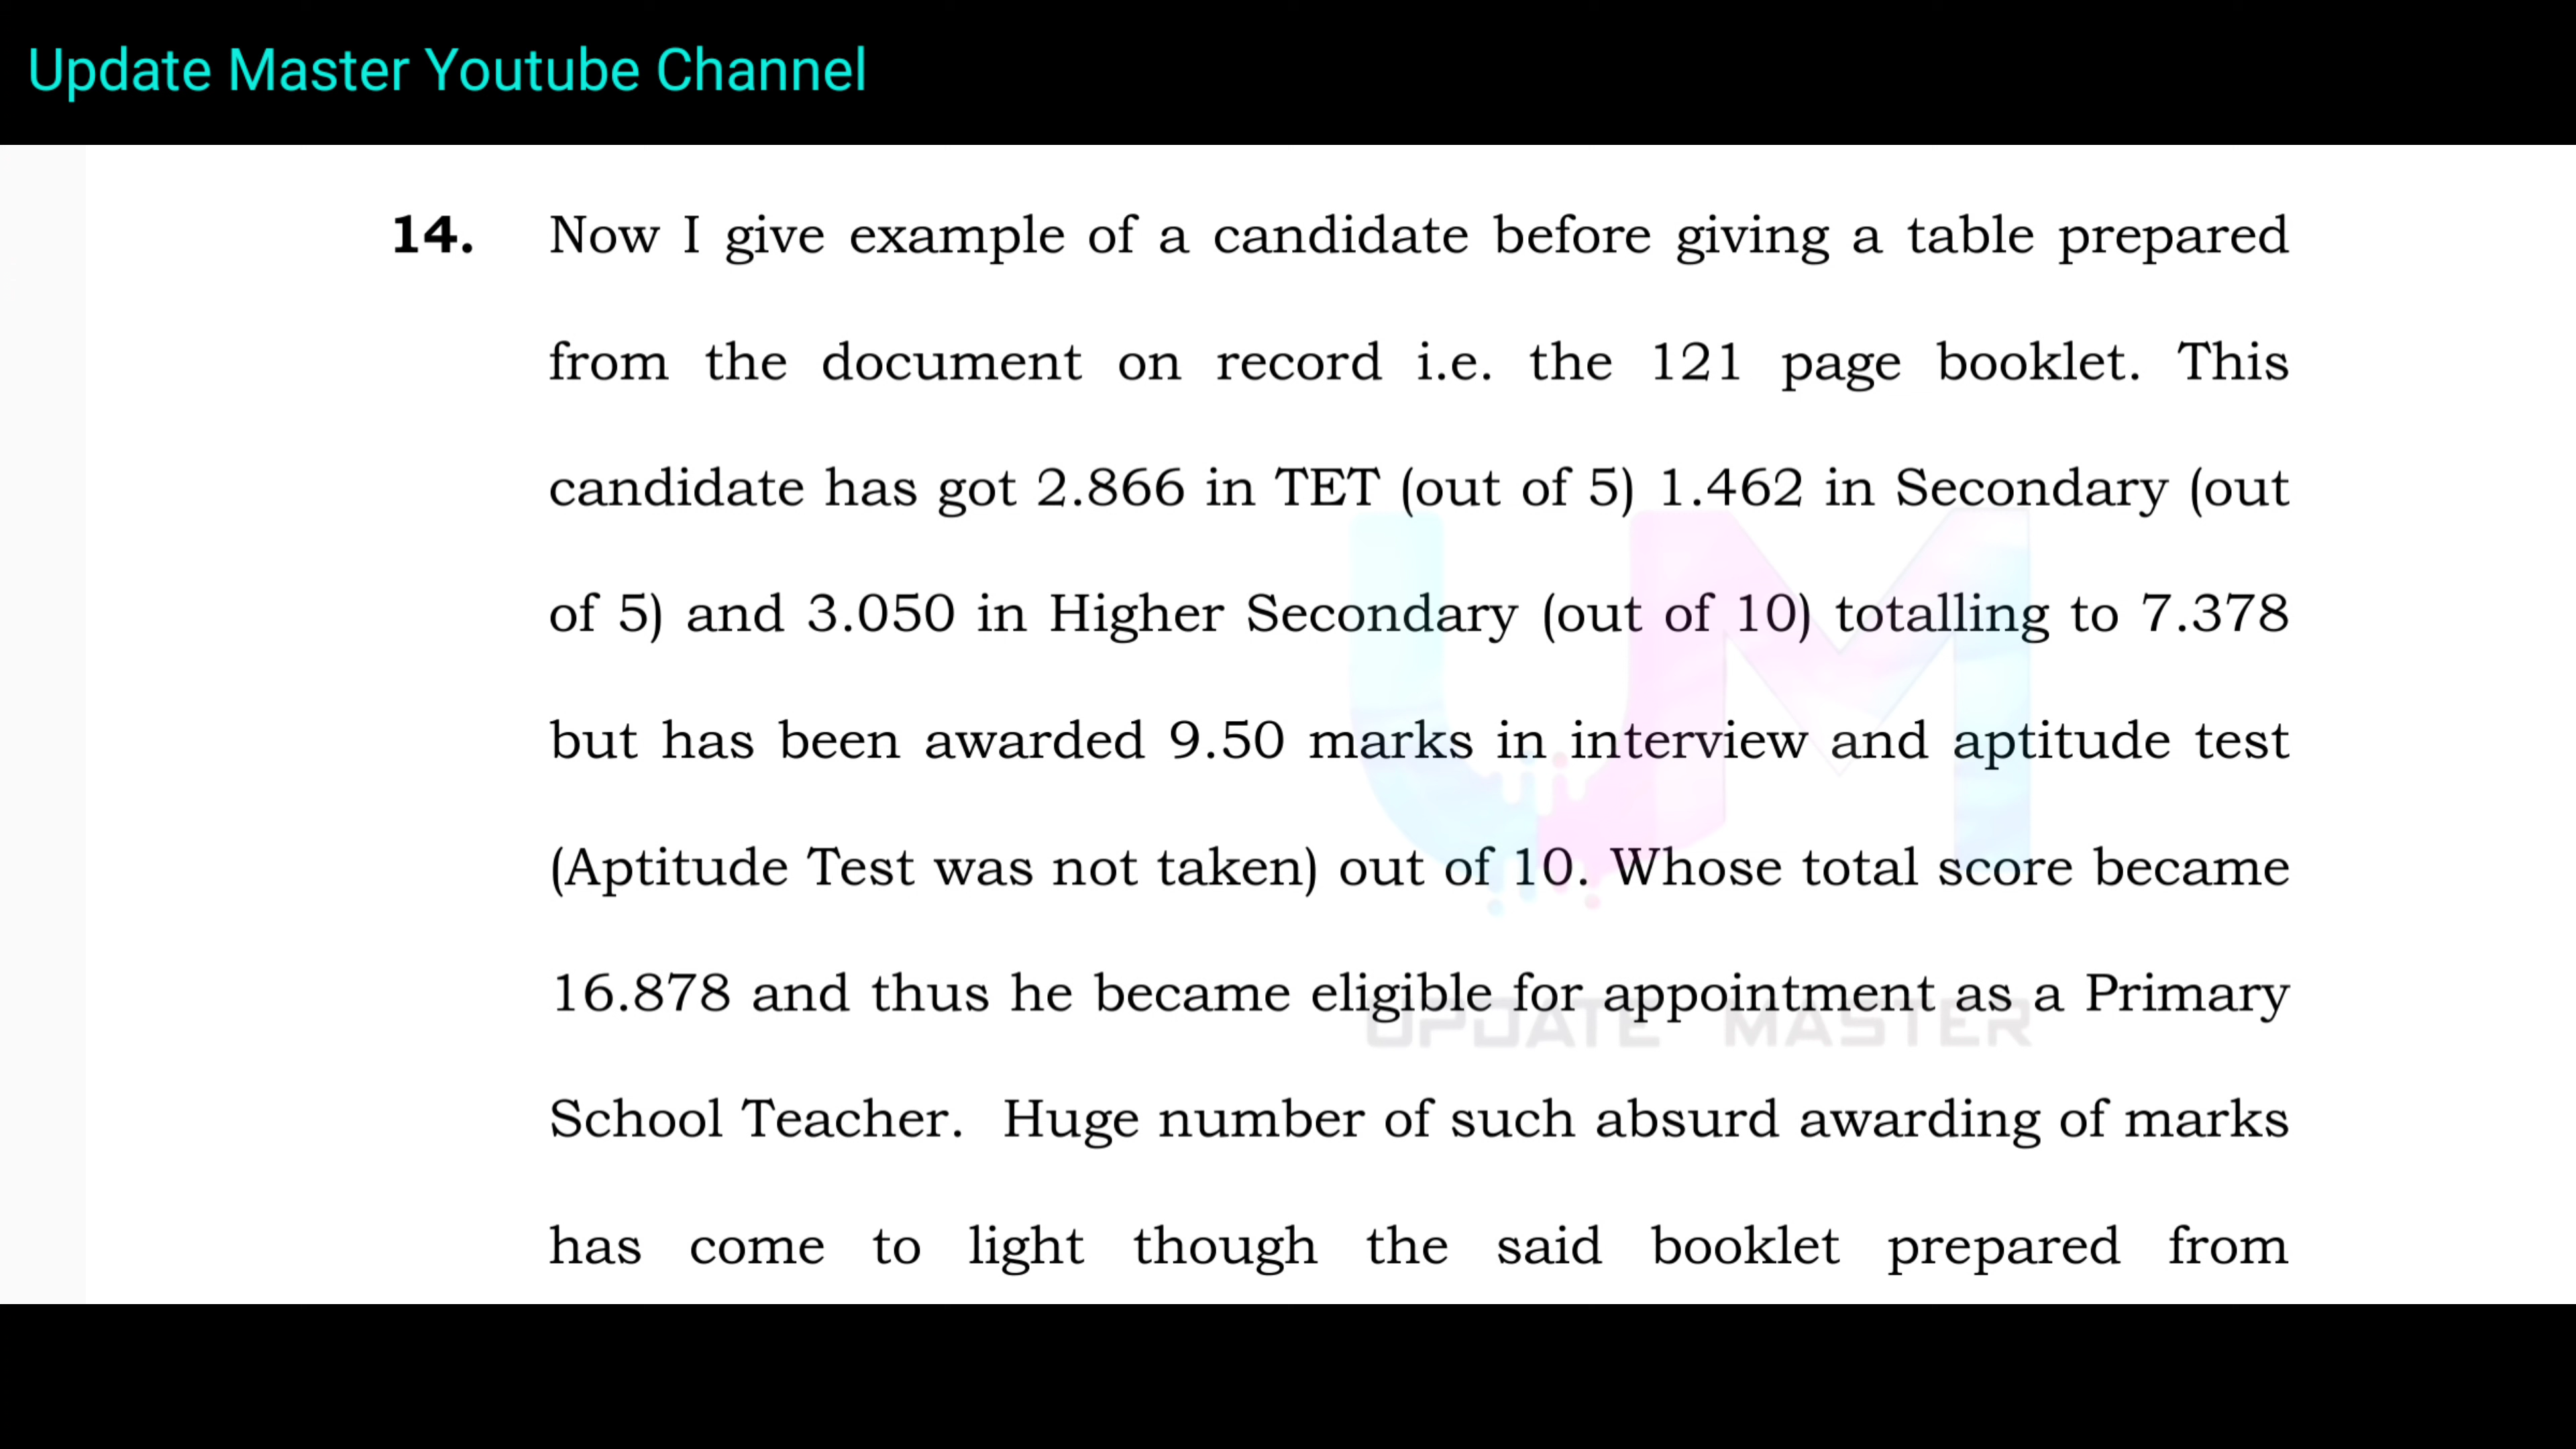 Update Master Youtube Channel
14. Now I give example of a candidate before giving a table prepared
from the document on record i.e. the 121 page booklet. This
candidate has got 2.866 in TET (out of 5) 1.462 in Secondary (out
of 5) and 3.050 in Higher Secondary (out of 10) totalling to 7.378
but has been awarded 9.50 marks in interview and aptitude test
(Aptitude Test was not taken) out of 10. Whose total score became
16.878 and thus he became eligible for appointment as a Primary
UPDATE MASTER
School Teacher. Huge number of such absurd awarding of marks
has come to light though the said booklet prepared from
UM